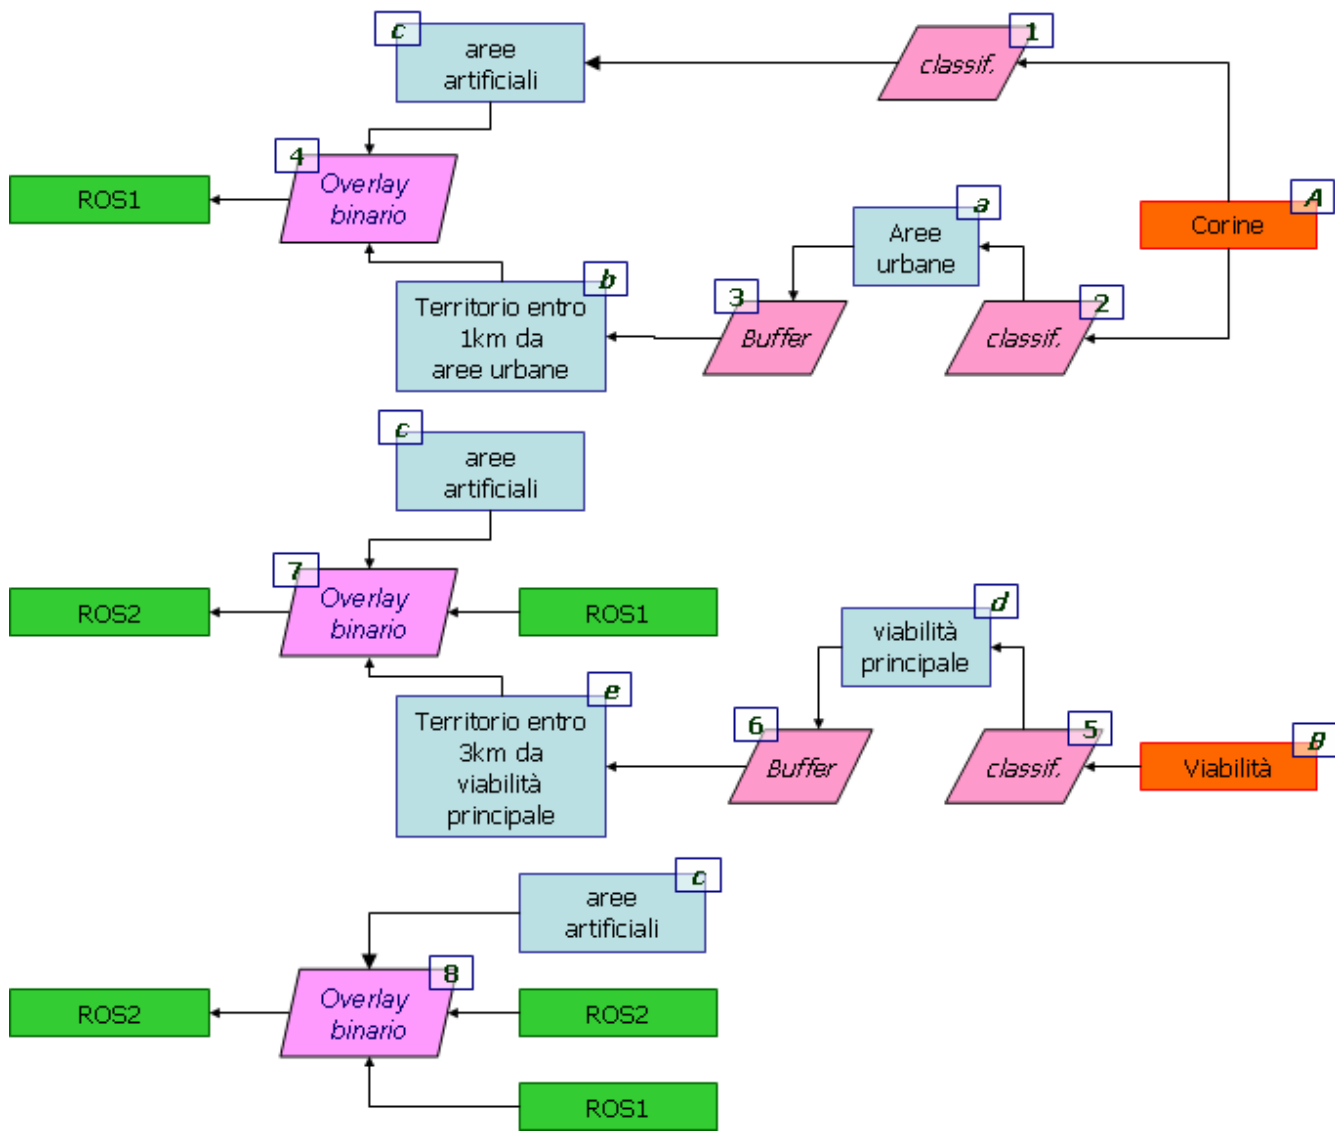 c
aree
artificiali
1
classif.
4
Overlay
binario
ROS1
a
Aree
urbane
A
Corine
b
Territorio entro
1km da
aree urbane
3
Buffer
2
classif.
c
aree
artificiali
7
Overlay
binario
ROS2
ROS1
d
viabilità
principale
e
Territorio entro
3km da
viabilità
principale
6
Buffer
5
classif.
B
Viabilità
c
aree
artificiali
8
Overlay
binario
ROS2
ROS2
ROS1